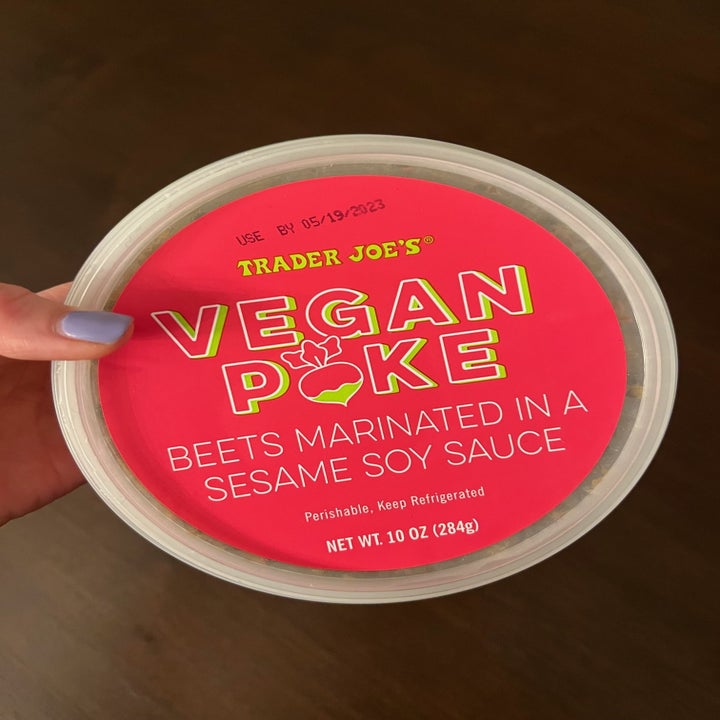 USE BY 05/19/2023
TRADER JOE'S®
VEGAN
POKE
BEETS MARINATED IN A
SESAME SOY SAUCE
Perishable, Keep Refrigerated
NET WT. 10 OZ (284g)